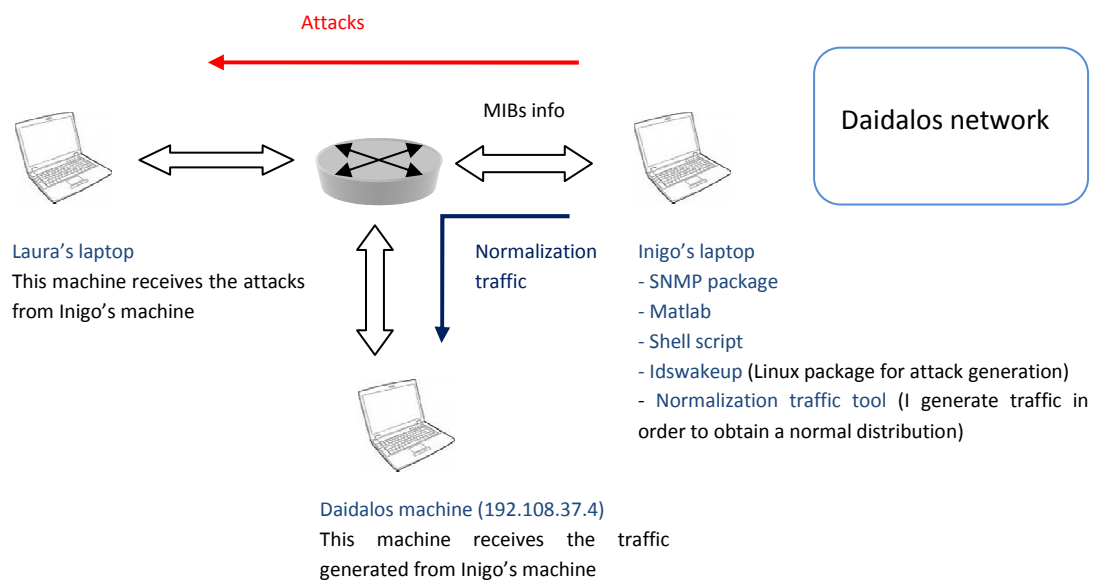 Attacks
MIBs info
Daidalos network
Laura's laptop
This machine receives the attacks
from Inigo's machine
Normalization
traffic
Inigo's laptop
- SNMP package
- Matlab
- Shell script
- Idswakeup (Linux package for attack generation)
- Normalization traffic tool (I generate traffic in
order to obtain a normal distribution)
Daidalos machine (192.108.37.4)
This machine receives the traffic
generated from Inigo's machine